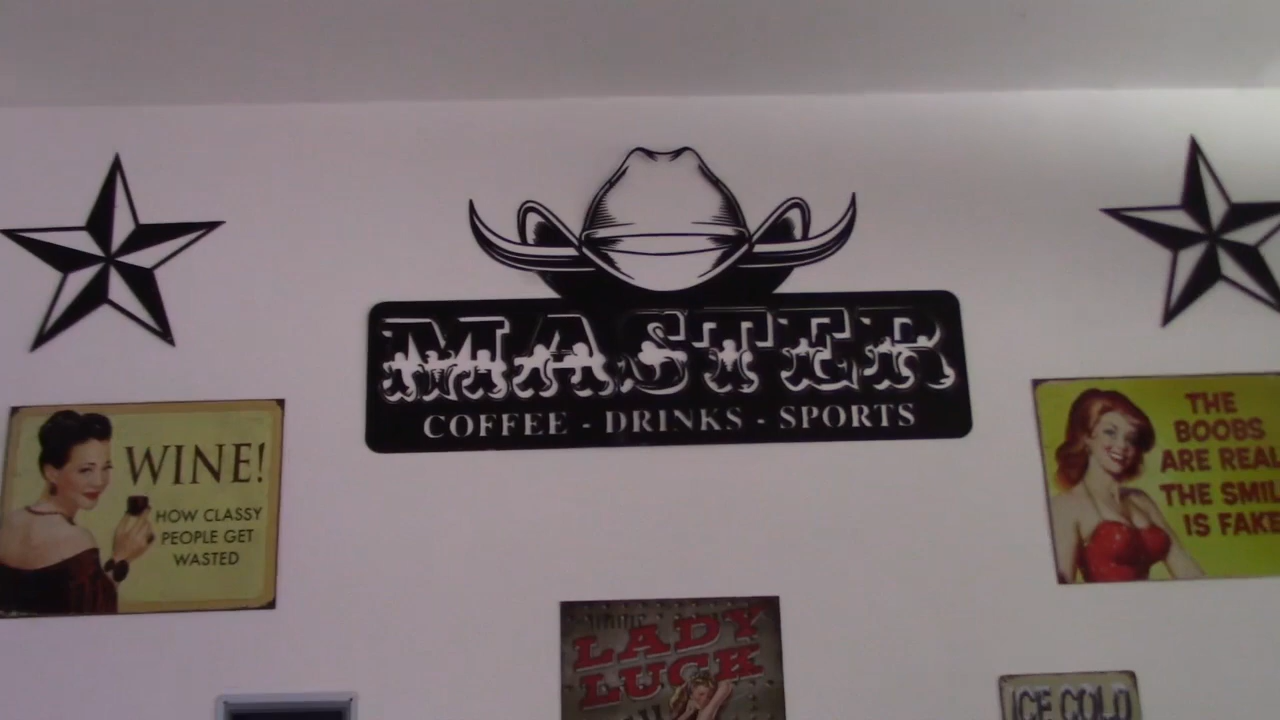 MASTER
COFFEE - DRINKS - SPORTS
WINE!
HOW CLASSY
PEOPLE GET
WASTED
THE
BOOBS
ARE REAL
THE SMIL
IS FAKE
LADY
LUCK
ICE COLD